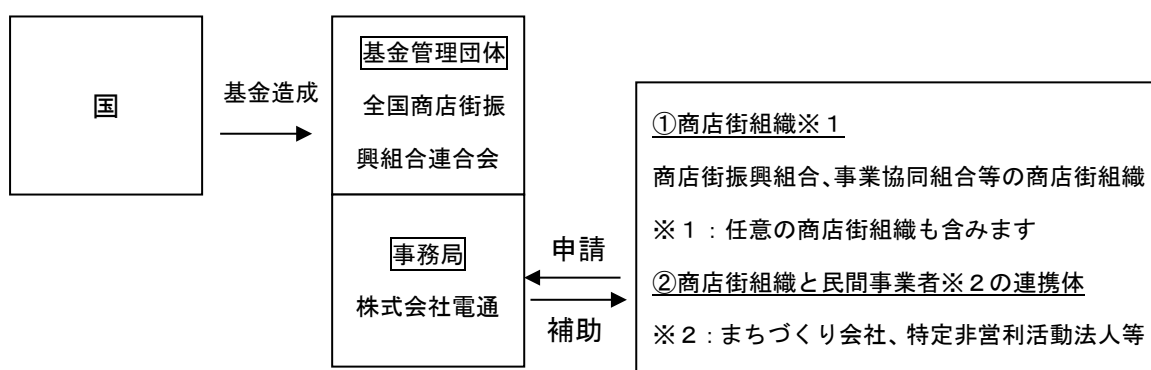 国
基金造成
基金管理団体
全国商店街振
興組合連合会
事務局
株式会社電通
申請
補助
①商店街組織※１
商店街振興組合、事業協同組合等の商店街組織
※１：任意の商店街組織も含みます
②商店街組織と民間事業者※２の連携体
※２：まちづくり会社、特定非営利活動法人等